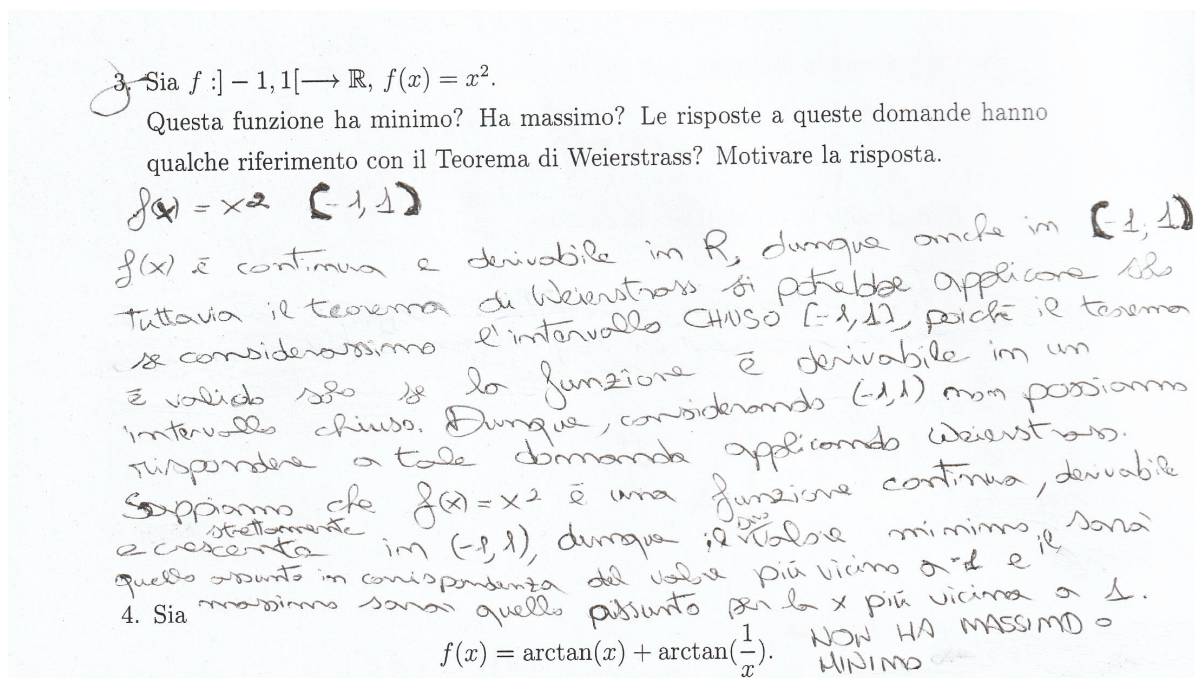 3. Sia f :] − 1, 1[⟶ ℝ, f(x) = x².
Questa funzione ha minimo? Ha massimo? Le risposte a queste domande hanno
qualche riferimento con il Teorema di Weierstrass? Motivare la risposta.
f(x) = x² (-1, 1)
f(x) è continua e derivabile in R, dunque anche in (-1, 1)
tuttavia il teorema di Weierstrass si potrebbe applicare solo
se considerassimo l'intervallo CHIUSO [-1, 1], poiché il teorema
è valido solo se la funzione è derivabile in un
intervallo chiuso. Dunque, considerando (-1,1) non possiamo
rispondere a tale domanda applicando Weierstrass.
Sappiamo che f(x) = x² è una funzione continua, derivabile
e strettamente crescente in (-1, 1), dunque il suo valore minimo sarà
quello assunto in corrispondenza del valore più vicino a -1 e il
massimo sarà quello assunto per la x più vicina a 1.
NON HA MASSIMO O
MINIMO
4. Sia
f(x) = arctan(x) + arctan(1/x).